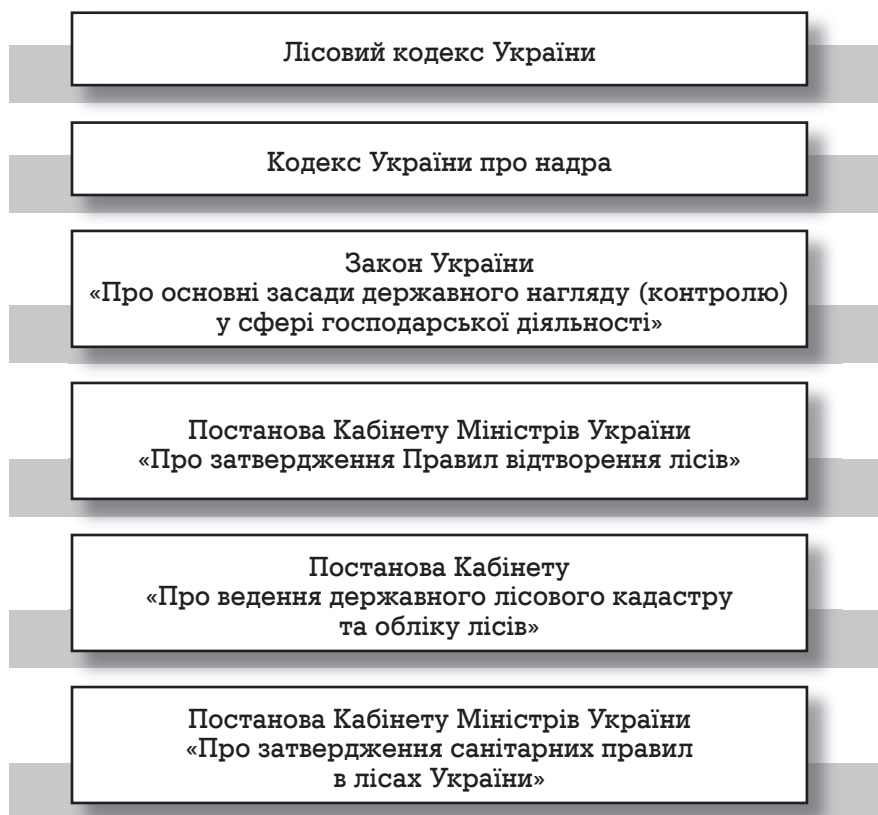 Лісовий кодекс України
Кодекс України про надра
Закон України
«Про основні засади державного нагляду (контролю)
у сфері господарської діяльності»
Постанова Кабінету Міністрів України
«Про затвердження Правил відтворення лісів»
Постанова Кабінету
«Про ведення державного лісового кадастру
та обліку лісів»
Постанова Кабінету Міністрів України
«Про затвердження санітарних правил
в лісах України»